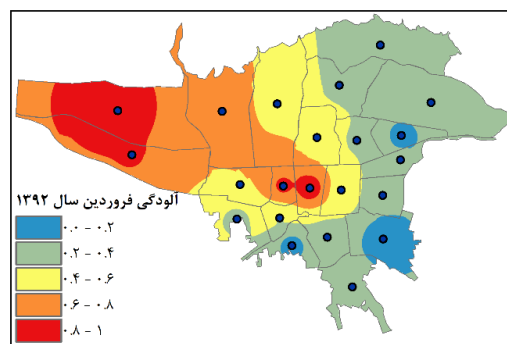 آلودگی فروردین سال ۱۳۹۲
۰.۰ - ۰.۲
۰.۲ - ۰.۴
۰.۴ - ۰.۶
۰.۶ - ۰.۸
۰.۸ - ۱